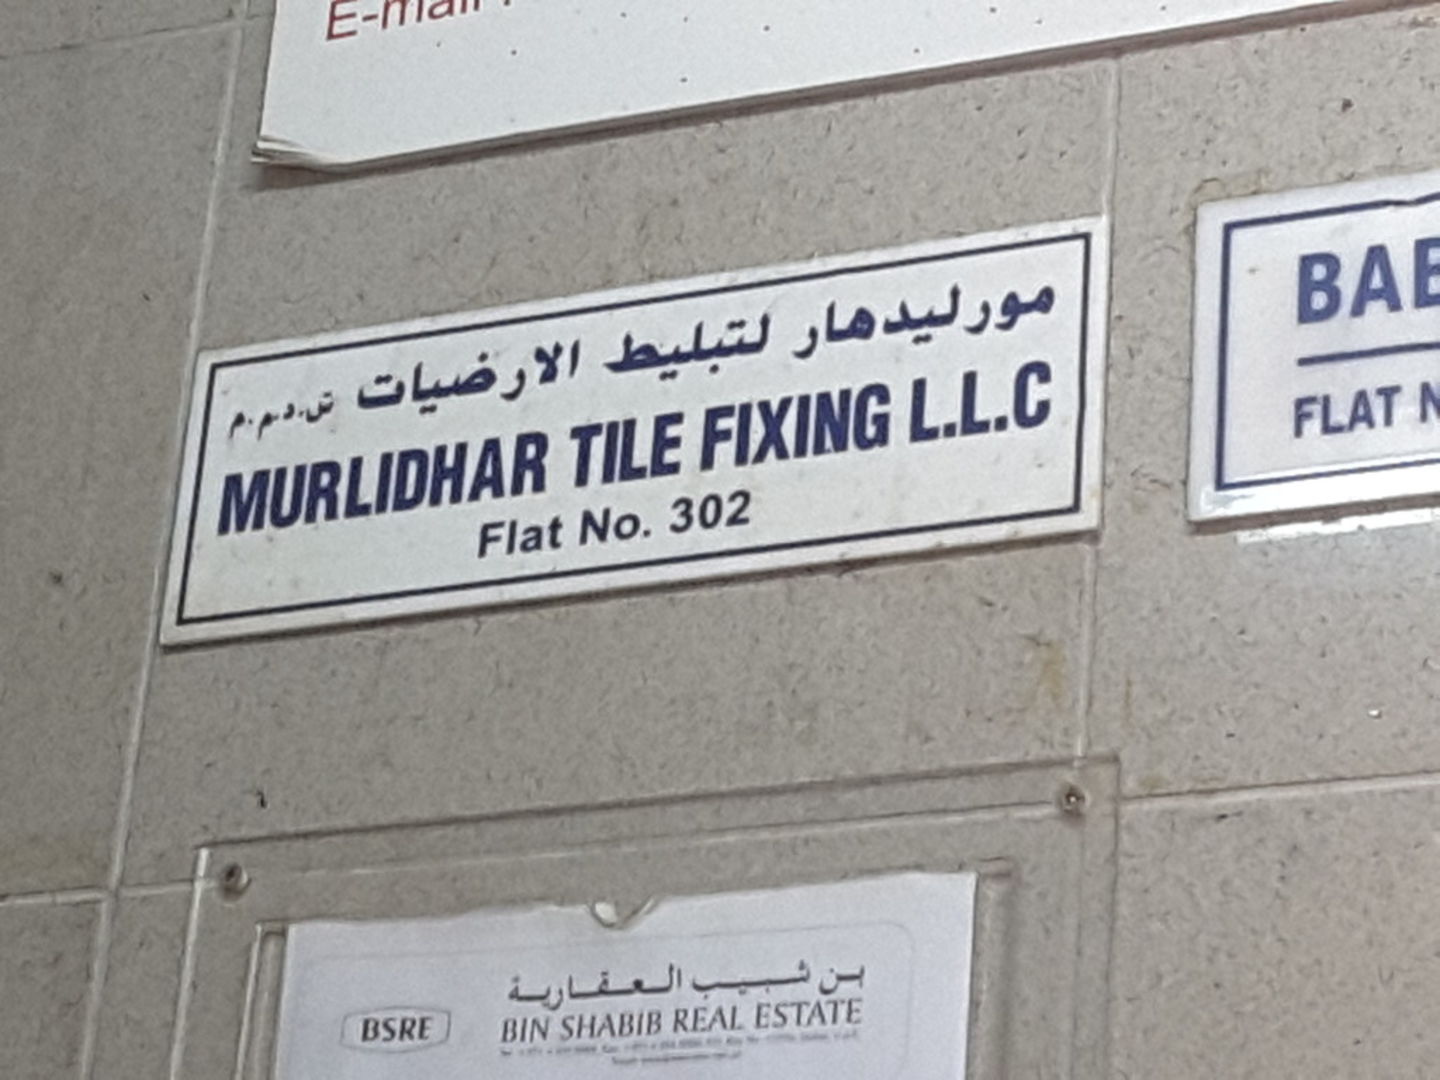 E-mail
مورليدهار لتبليط الارضيات ش.ذ.م.م
MURLIDHAR TILE FIXING L.L.C
Flat No. 302
BAB
FLAT N
بن شبيب العقارية
BSRE
BIN SHABIB REAL ESTATE